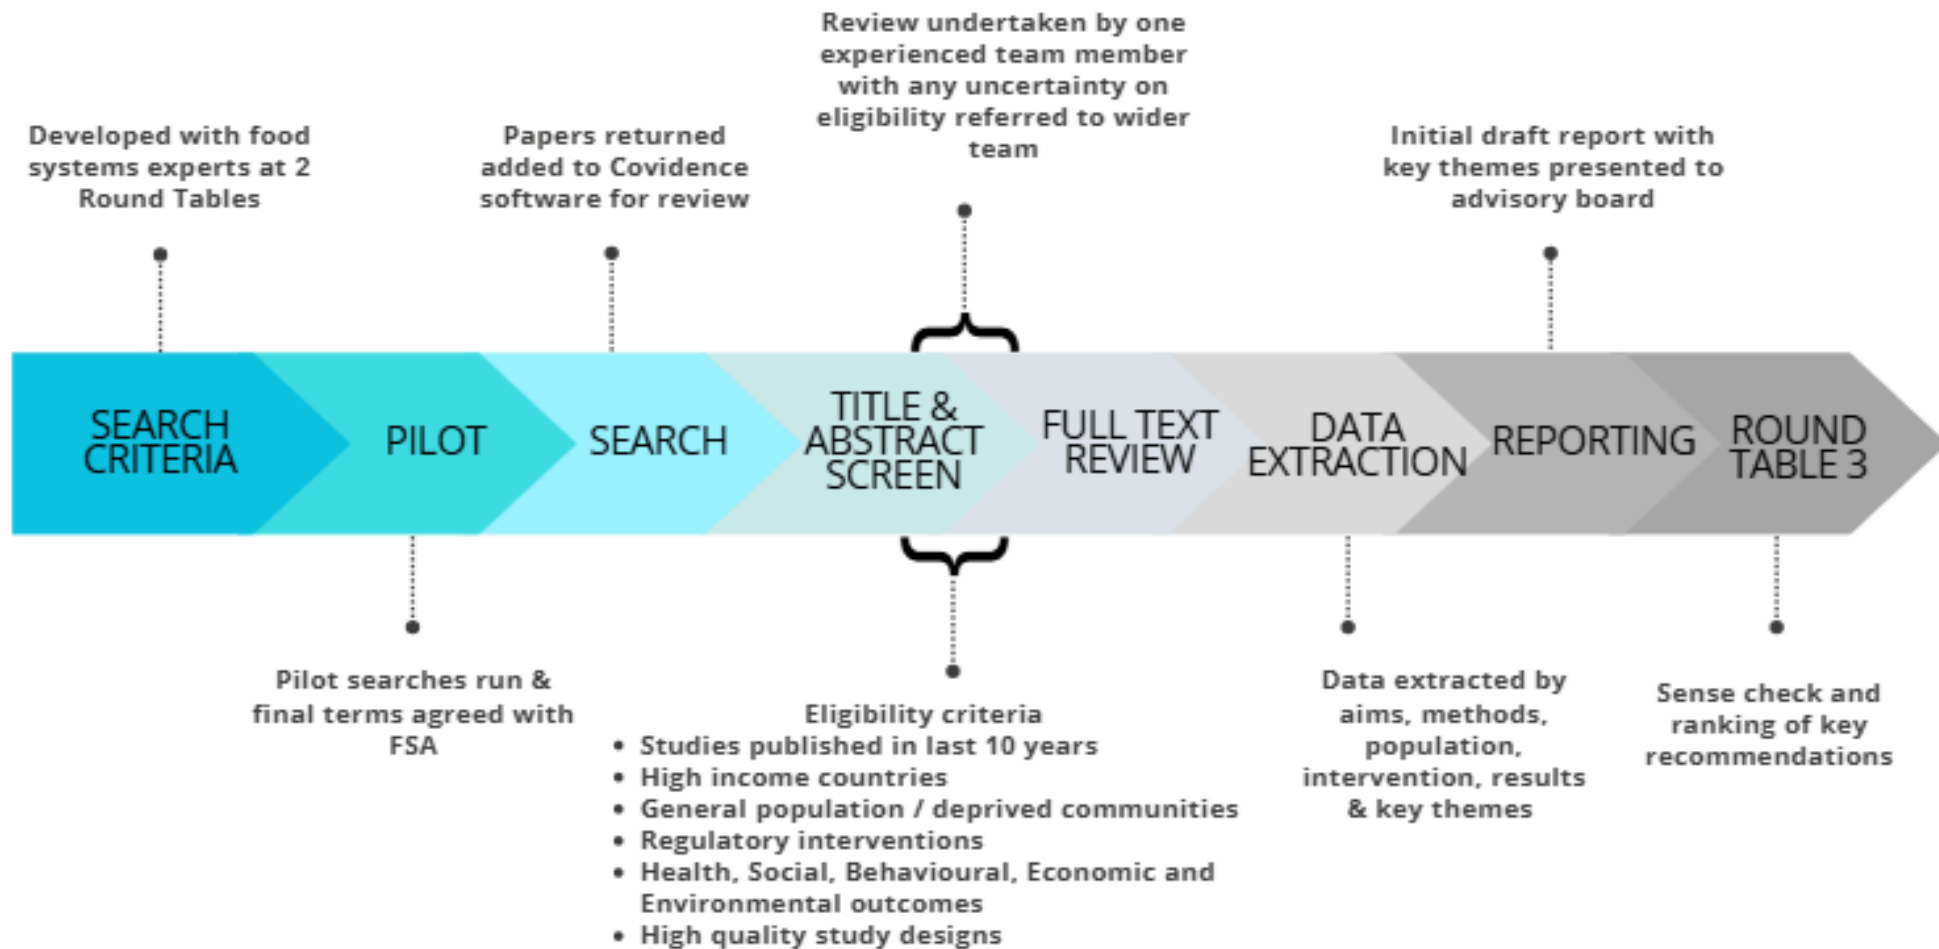 Review undertaken by one
experienced team member
with any uncertainty on
eligibility referred to wider
team
Developed with food
systems experts at 2
Round Tables
Papers returned
added to Covidence
software for review
Initial draft report with
key themes presented to
advisory board
SEARCH
CRITERIA
PILOT
SEARCH
TITLE &
ABSTRACT
SCREEN
FULL TEXT
REVIEW
DATA
EXTRACTION
REPORTING
ROUND
TABLE 3
Pilot searches run &
final terms agreed with
FSA
Eligibility criteria
• Studies published in last 10 years
• High income countries
• General population / deprived communities
• Regulatory interventions
• Health, Social, Behavioural, Economic and
Environmental outcomes
• High quality study designs
Data extracted by
aims, methods,
population,
intervention, results
& key themes
Sense check and
ranking of key
recommendations